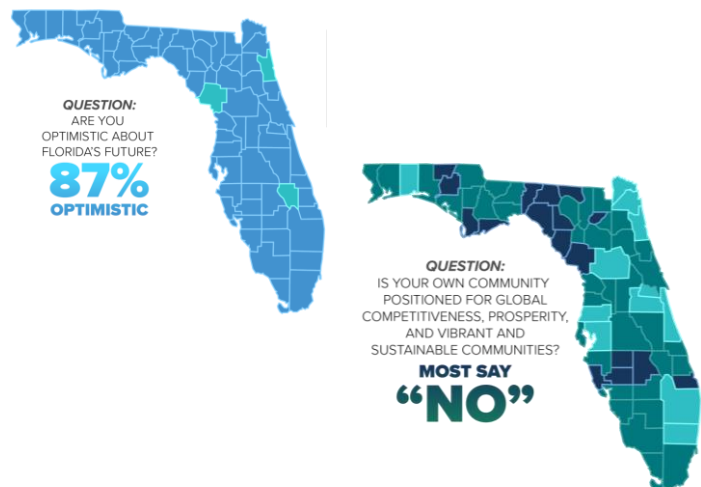 QUESTION:
ARE YOU
OPTIMISTIC ABOUT
FLORIDA'S FUTURE?
87%
OPTIMISTIC
QUESTION:
IS YOUR OWN COMMUNITY
POSITIONED FOR GLOBAL
COMPETITIVENESS, PROSPERITY,
AND VIBRANT AND
SUSTAINABLE COMMUNITIES?
MOST SAY
“NO”